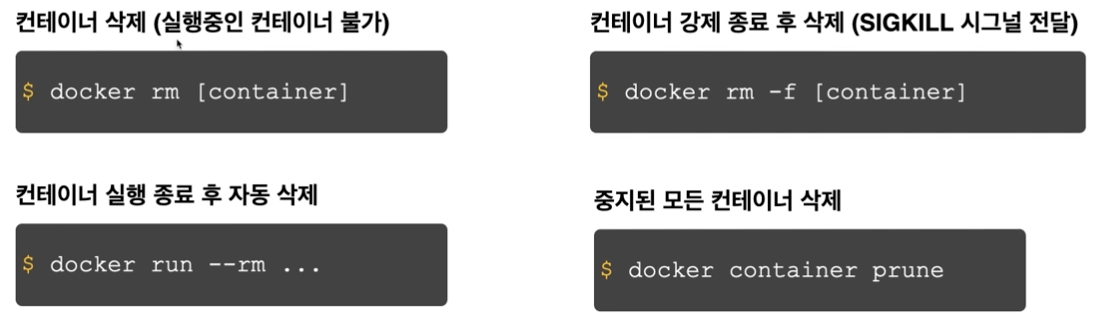 컨테이너 삭제 (실행중인 컨테이너 불가)
$ docker rm [container]
컨테이너 강제 종료 후 삭제 (SIGKILL 시그널 전달)
$ docker rm -f [container]
컨테이너 실행 종료 후 자동 삭제
$ docker run --rm ...
중지된 모든 컨테이너 삭제
$ docker container prune